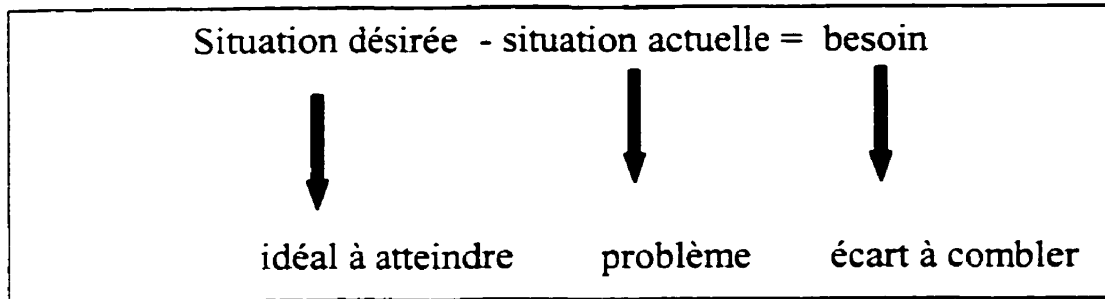 Situation désirée - situation actuelle = besoin
idéal à atteindre problème écart à combler